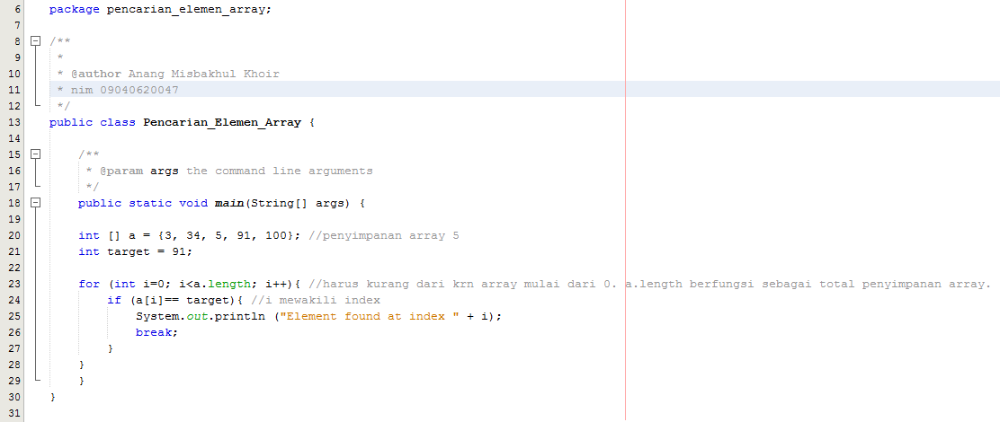 6 package pencarian_elemen_array;
7
8 /**
9 *
10 * @author Anang Misbakhul Khoir
11 * nim 09040620047
12 */
13 public class Pencarian_Elemen_Array {
14
15 /**
16 * @param args the command line arguments
17 */
18 public static void main(String[] args) {
19
20 int [] a = {3, 34, 5, 91, 100}; //penyimpanan array 5
21 int target = 91;
22
23 for (int i=0; i<a.length; i++){ //harus kurang dari krn array mulai dari 0. a.length berfungsi sebagai total penyimpanan array.
24 if (a[i]== target){ //i mewakili index
25 System.out.println ("Element found at index " + i);
26 break;
27 }
28 }
29 }
30 }
31